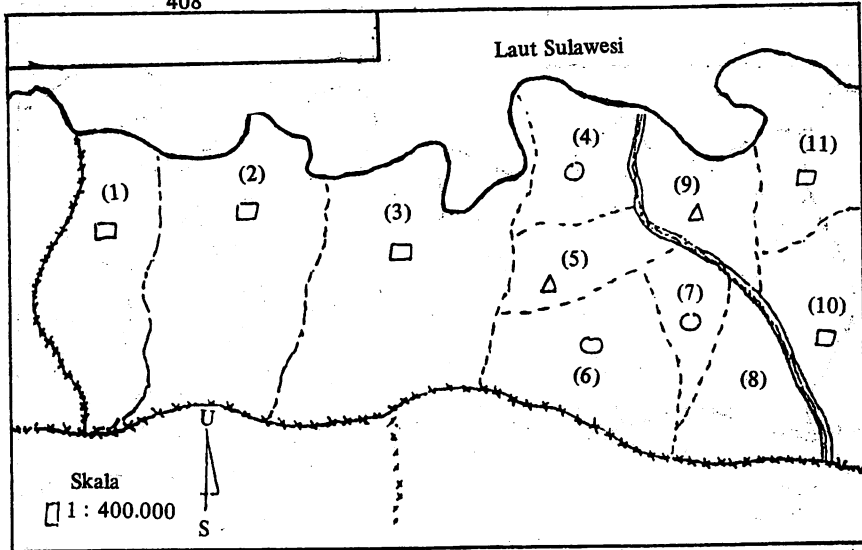 408
Laut Sulawesi
(4)
(11)
(2)
(9)
(1)
(3)
(5)
(7)
(10)
(6)
(8)
U
Skala
1 : 400.000
S